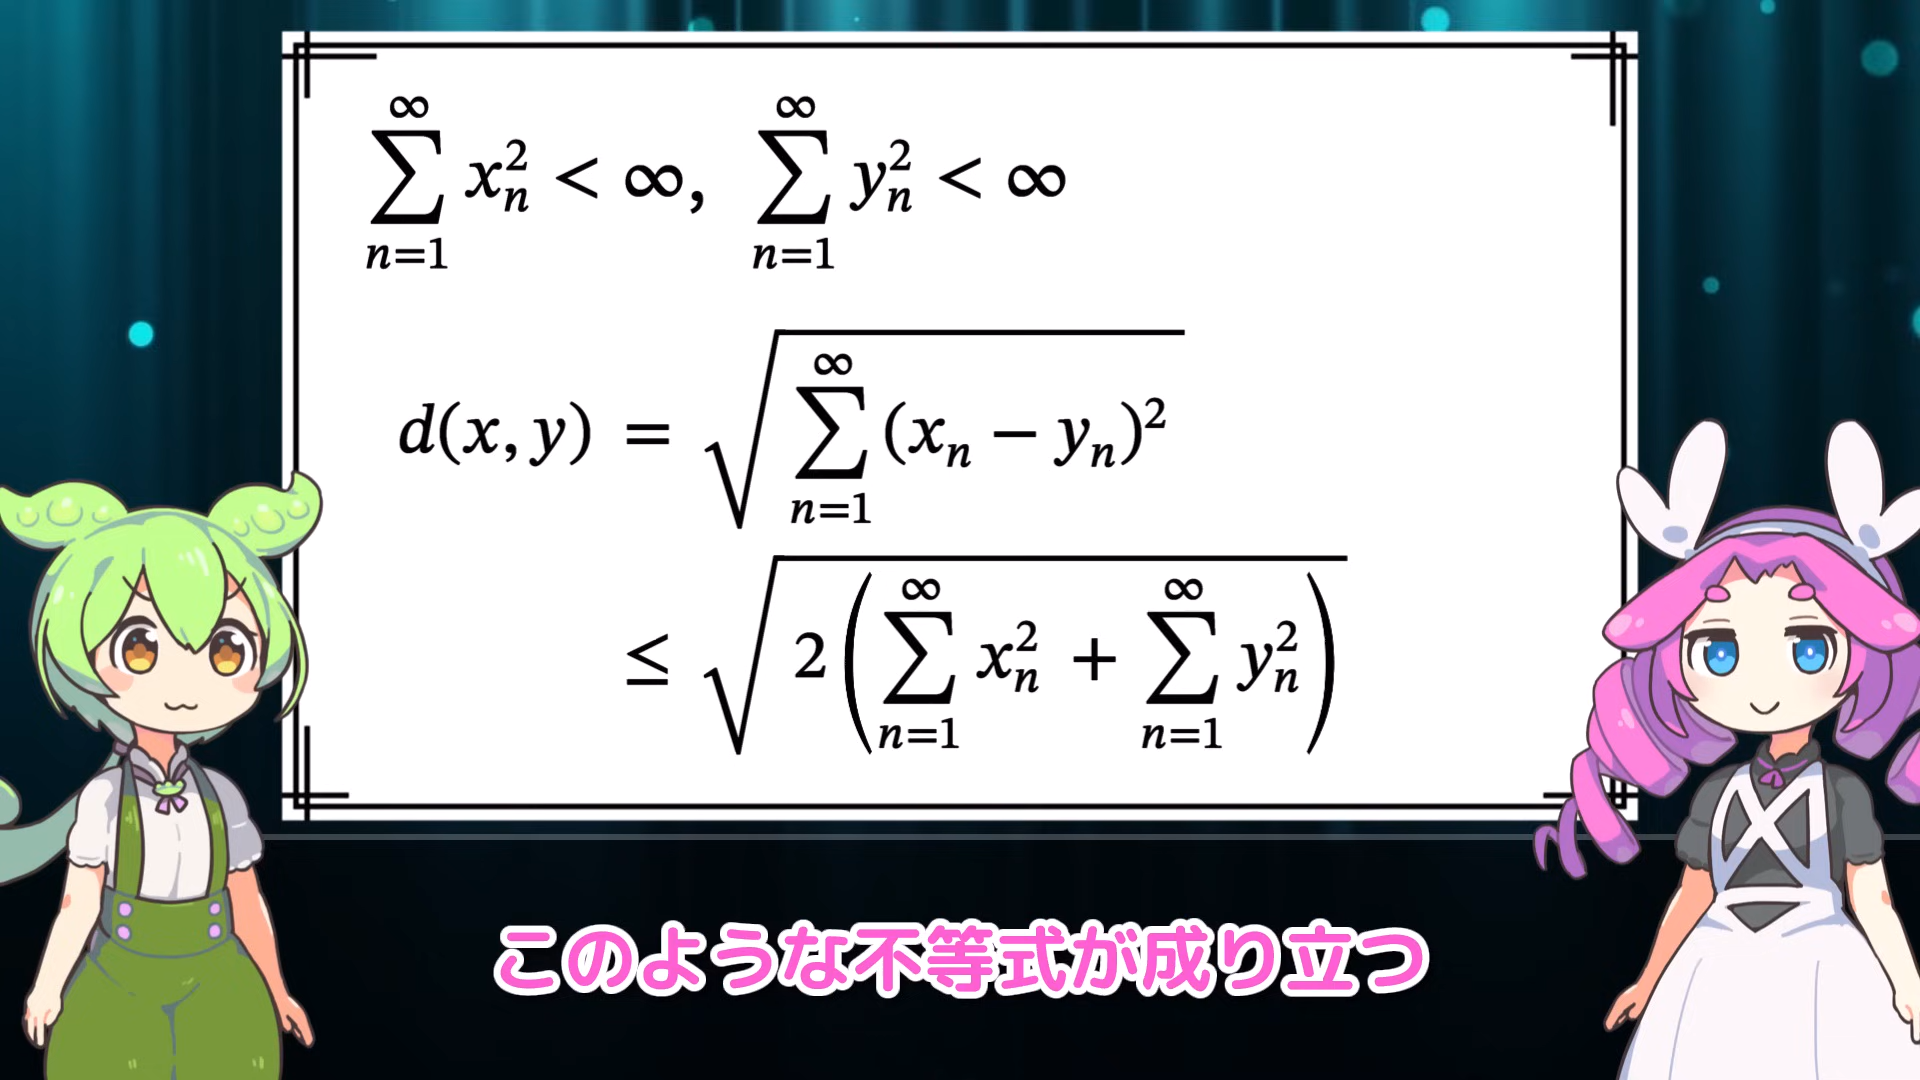 ∑_{n=1}^{∞} x_n^2 < ∞, ∑_{n=1}^{∞} y_n^2 < ∞
d(x, y) = √(∑_{n=1}^{∞} (x_n − y_n)^2)
≤ √(2(∑_{n=1}^{∞} x_n^2 + ∑_{n=1}^{∞} y_n^2))
このような不等式が成り立つ